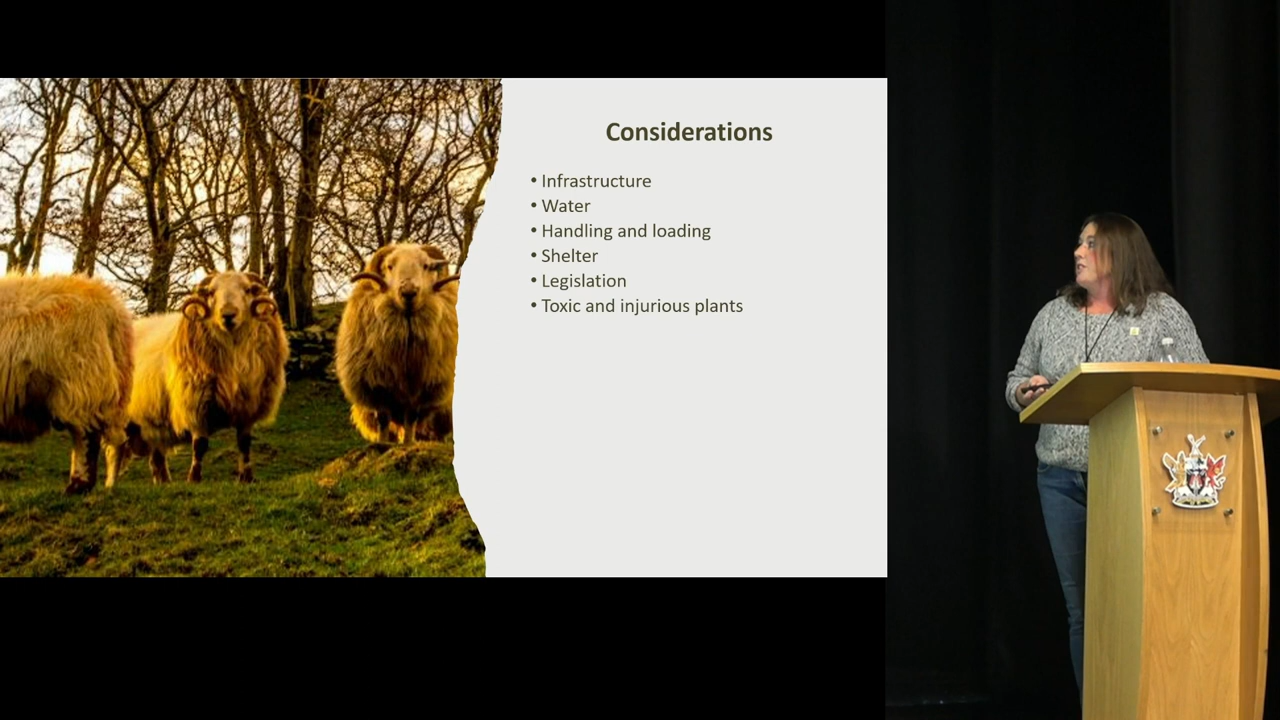 Considerations
• Infrastructure
• Water
• Handling and loading
• Shelter
• Legislation
• Toxic and injurious plants